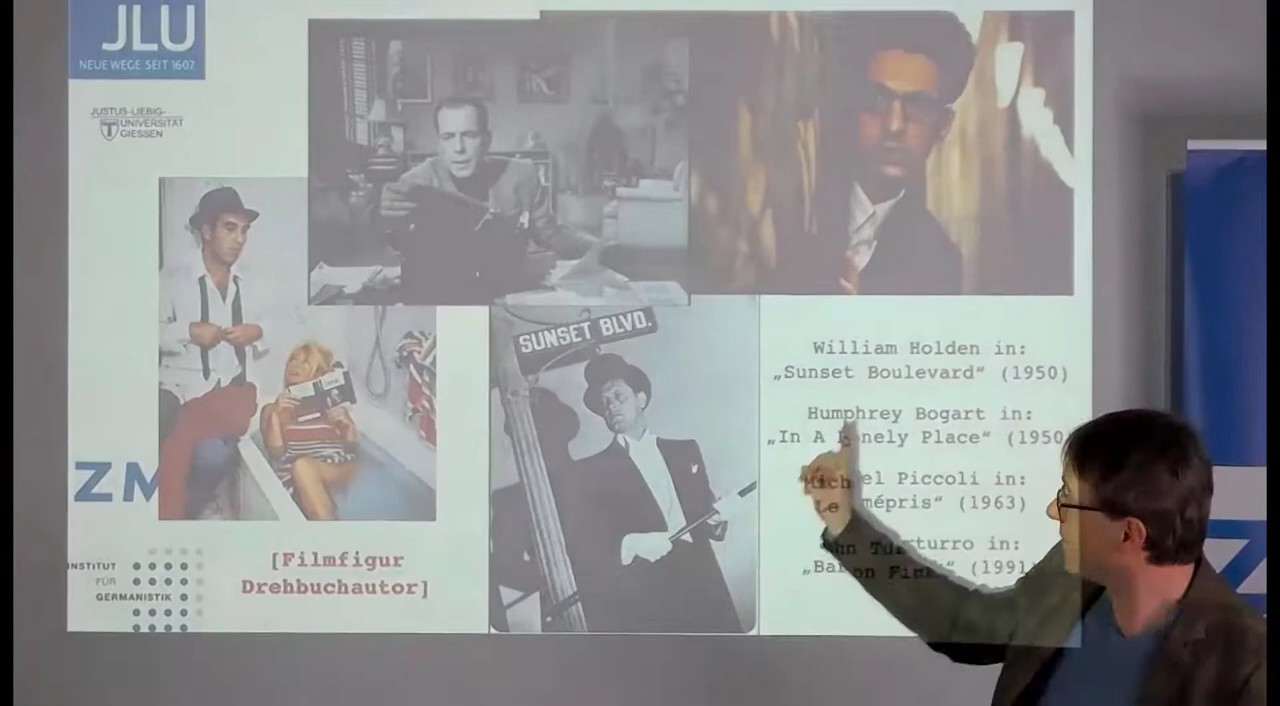 JLU
NEUE WEGE. SEIT 1607.
JUSTUS-LIEBIG-
UNIVERSITÄT
GIESSEN
SUNSET BLVD.
William Holden in:
„Sunset Boulevard“ (1950)
Humphrey Bogart in:
„In A Lonely Place“ (1950
Michel Piccoli in:
„Le mépris“ (1963)
John Turturro in:
„Barton Fink“ (1991)
ZM
INSTITUT
FÜR
GERMANISTIK
[Filmfigur
Drehbuchautor]